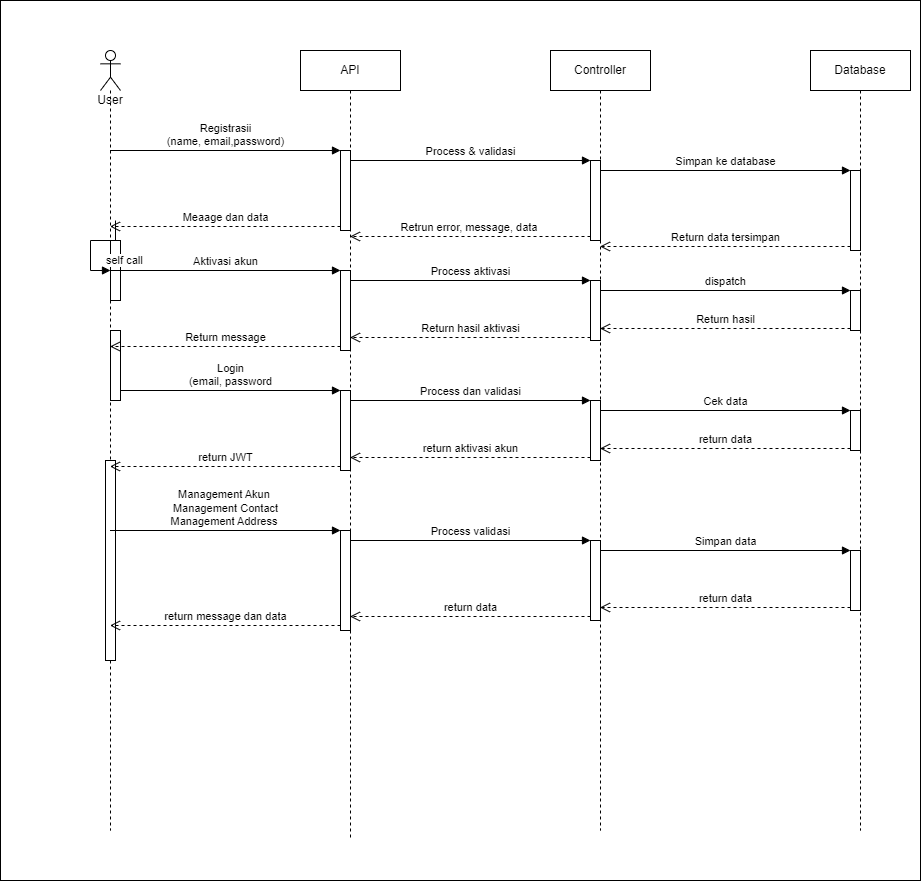 User
API
Controller
Database
Registrasii
(name, email,password)
Process & validasi
Simpan ke database
Meaage dan data
Retrun error, message, data
Return data tersimpan
self call
Aktivasi akun
Process aktivasi
dispatch
Return message
Return hasil aktivasi
Return hasil
Login
(email, password
Process dan validasi
Cek data
return JWT
return aktivasi akun
return data
Management Akun
Management Contact
Management Address
Process validasi
Simpan data
return message dan data
return data
return data